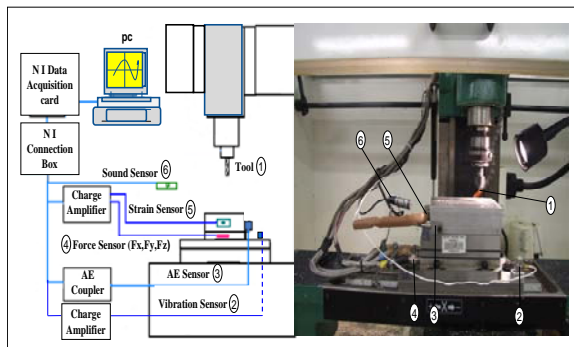 pc
N I Data
Acquisition
card
N I
Connection
Box
Sound Sensor
⑥
Tool ①
Charge
Amplifier
Strain Sensor
⑤
④ Force Sensor (Fx,Fy,Fz)
AE
Coupler
AE Sensor ③
Vibration Sensor ②
Charge
Amplifier
⑥ ⑤
①
④ ③ ②